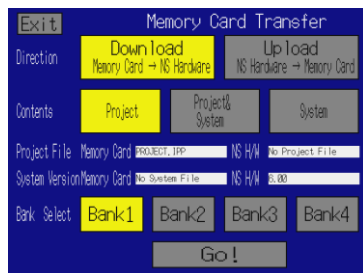 Exit Memory Card Transfer
Direction Download Upload
Memory Card → NS Hardware NS Hardware → Memory Card
Contents Project Project& System System
Project File Memory Card PROJECT.IPP NS H/W No Project File
System Version Memory Card No System File NS H/W 6.00
Bank Select Bank1 Bank2 Bank3 Bank4
Go!